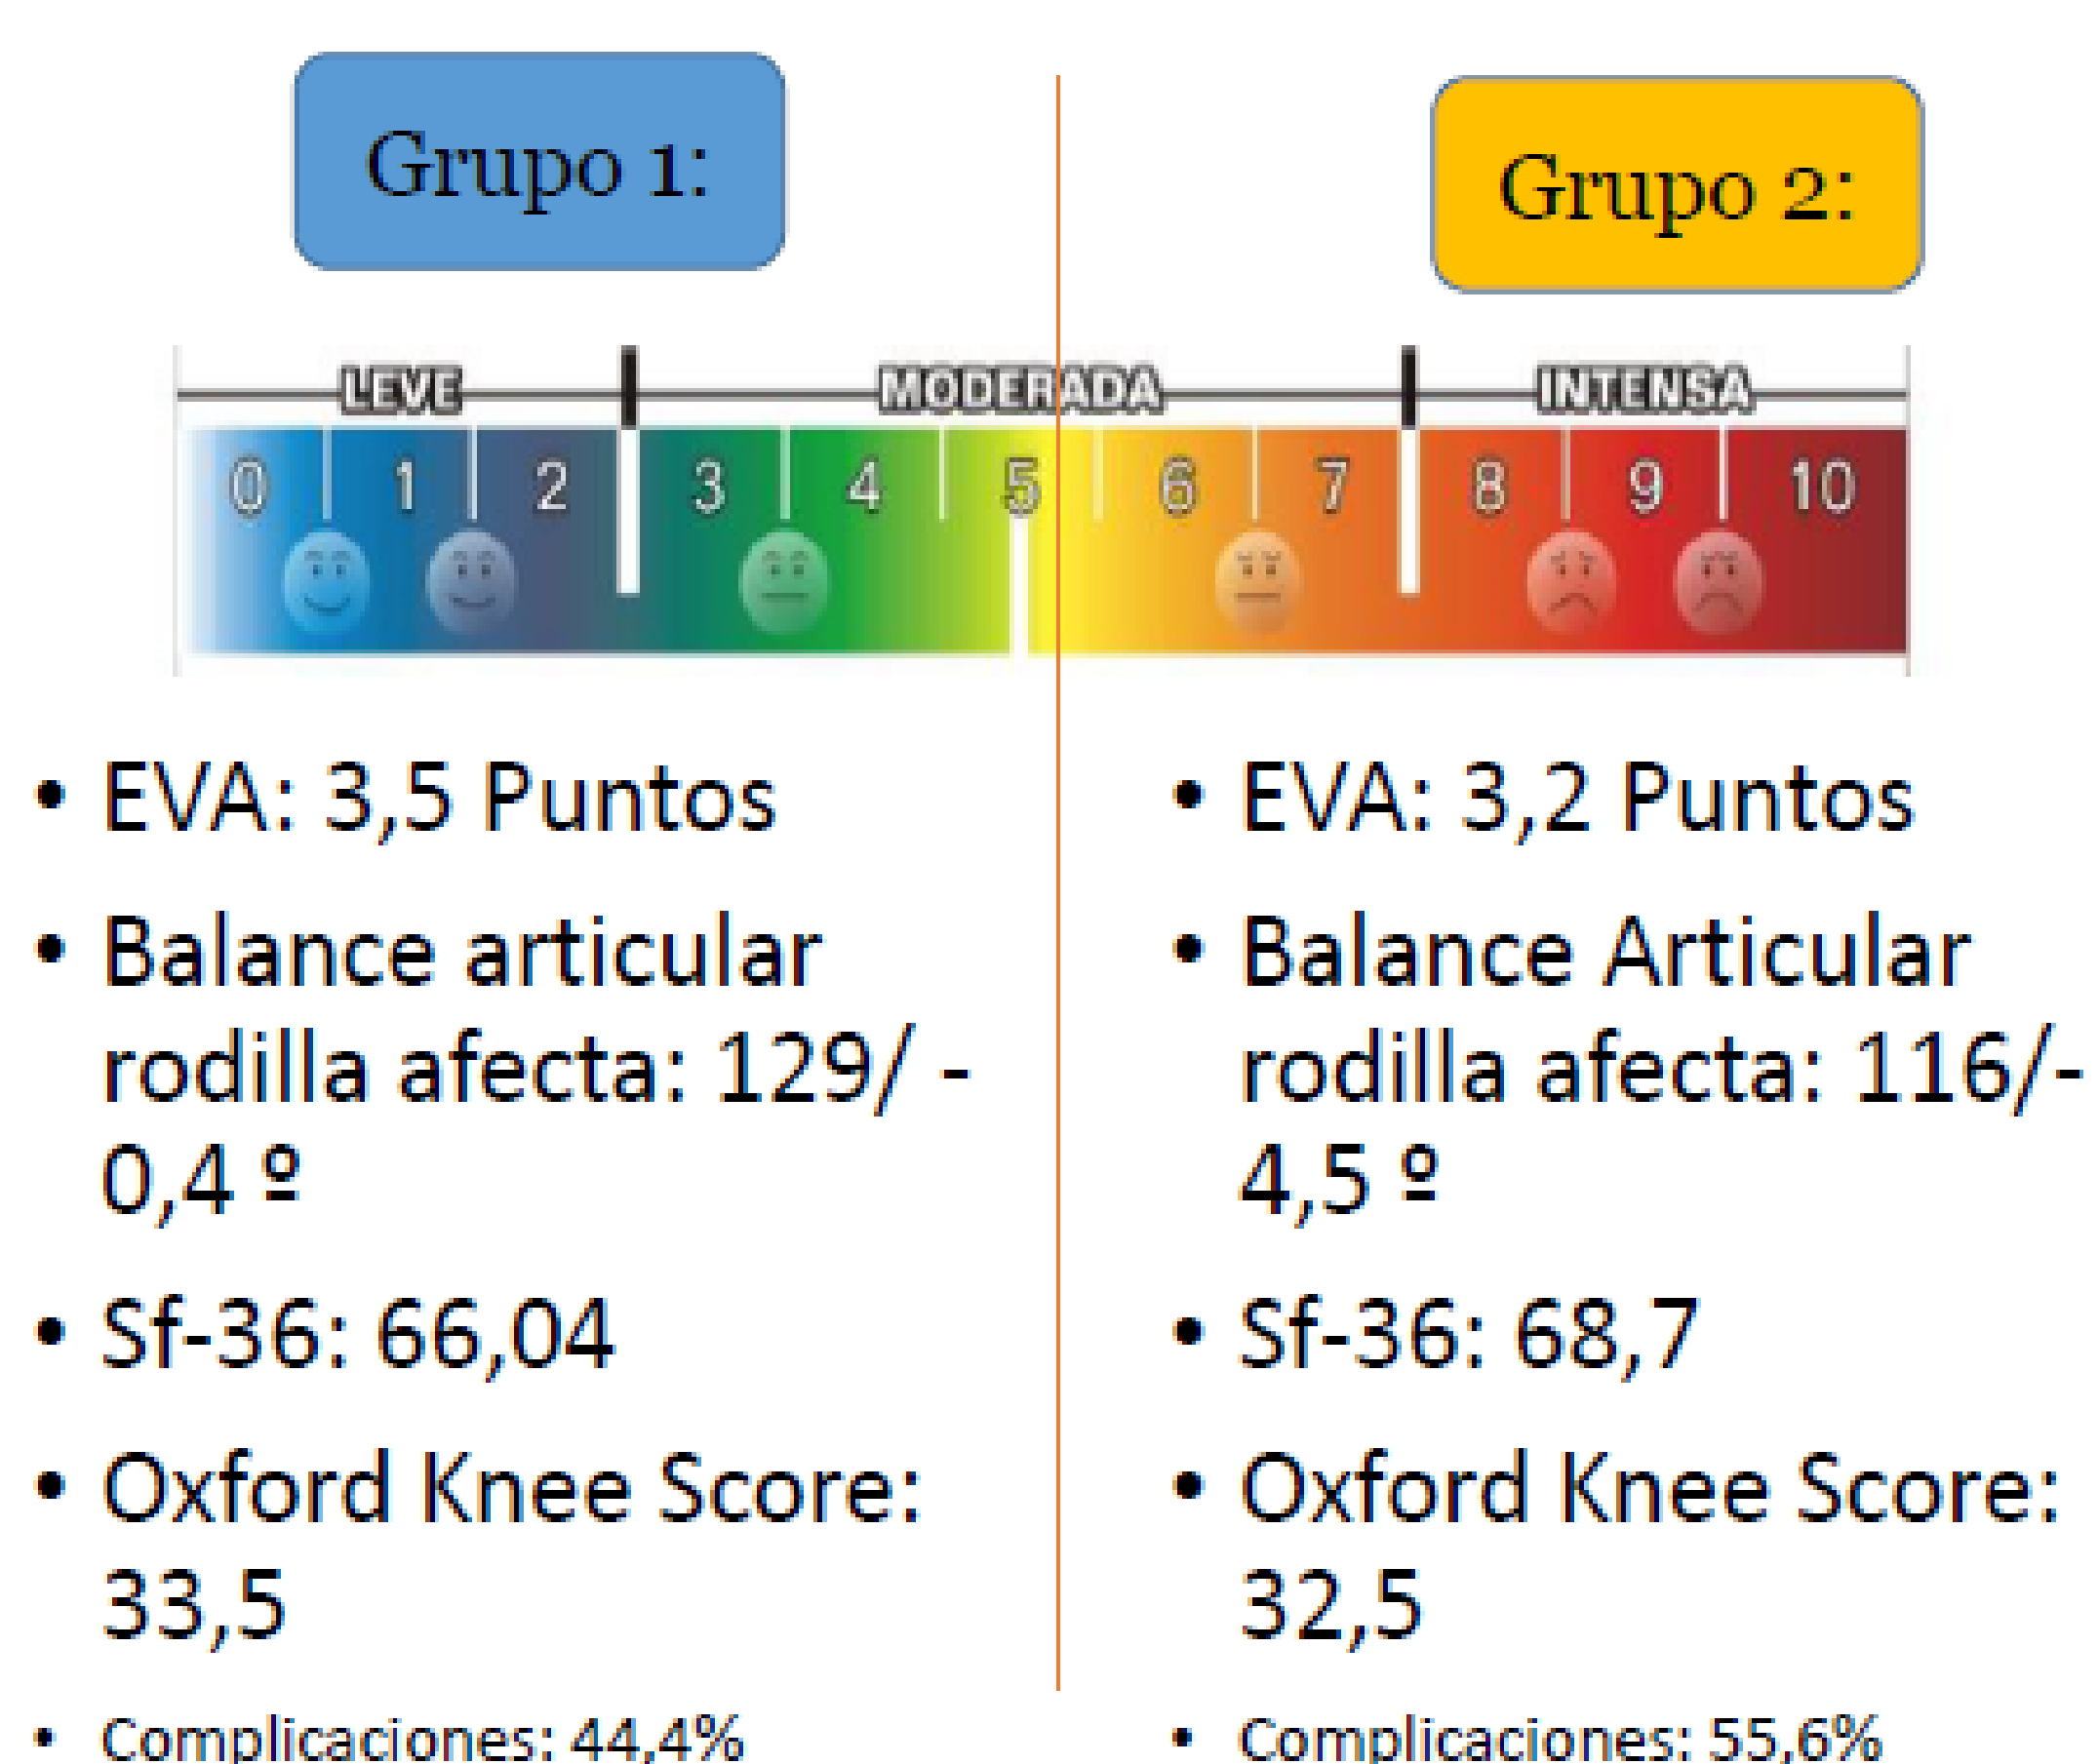 Grupo 1:
Grupo 2:
LEVE MODERADA INTENSA
0 1 2 3 4 5 6 7 8 9 10
• EVA: 3,5 Puntos
• Balance articular
rodilla afecta: 129/ -
0,4 º
• Sf-36: 66,04
• Oxford Knee Score:
33,5
• Complicaciones: 44,4%
• EVA: 3,2 Puntos
• Balance Articular
rodilla afecta: 116/-
4,5 º
• Sf-36: 68,7
• Oxford Knee Score:
32,5
• Complicaciones: 55,6%